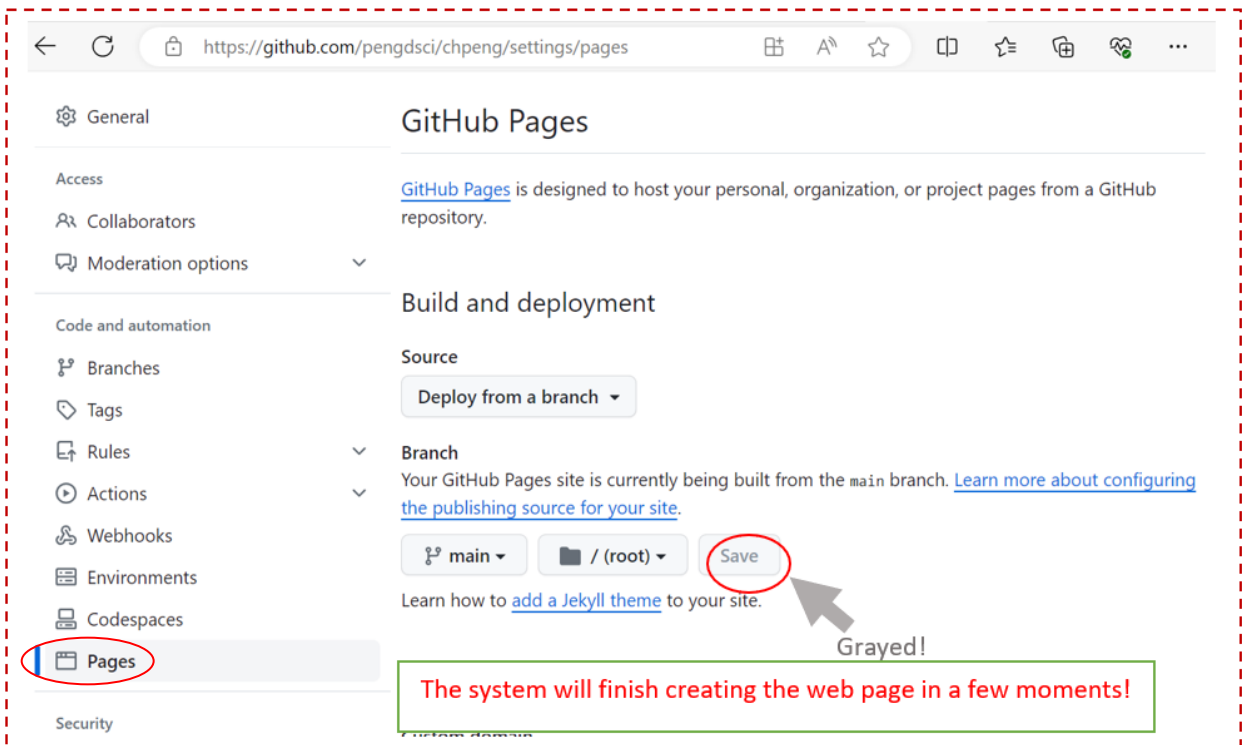 https://github.com/pengdsci/chpeng/settings/pages
General
Access
Collaborators
Moderation options
Code and automation
Branches
Tags
Rules
Actions
Webhooks
Environments
Codespaces
Pages
Security
GitHub Pages
GitHub Pages is designed to host your personal, organization, or project pages from a GitHub
repository.
Build and deployment
Source
Deploy from a branch
Branch
Your GitHub Pages site is currently being built from the main branch. Learn more about configuring
the publishing source for your site.
main / (root) Save
Learn how to add a Jekyll theme to your site.
Grayed!
The system will finish creating the web page in a few moments!
Custom domain